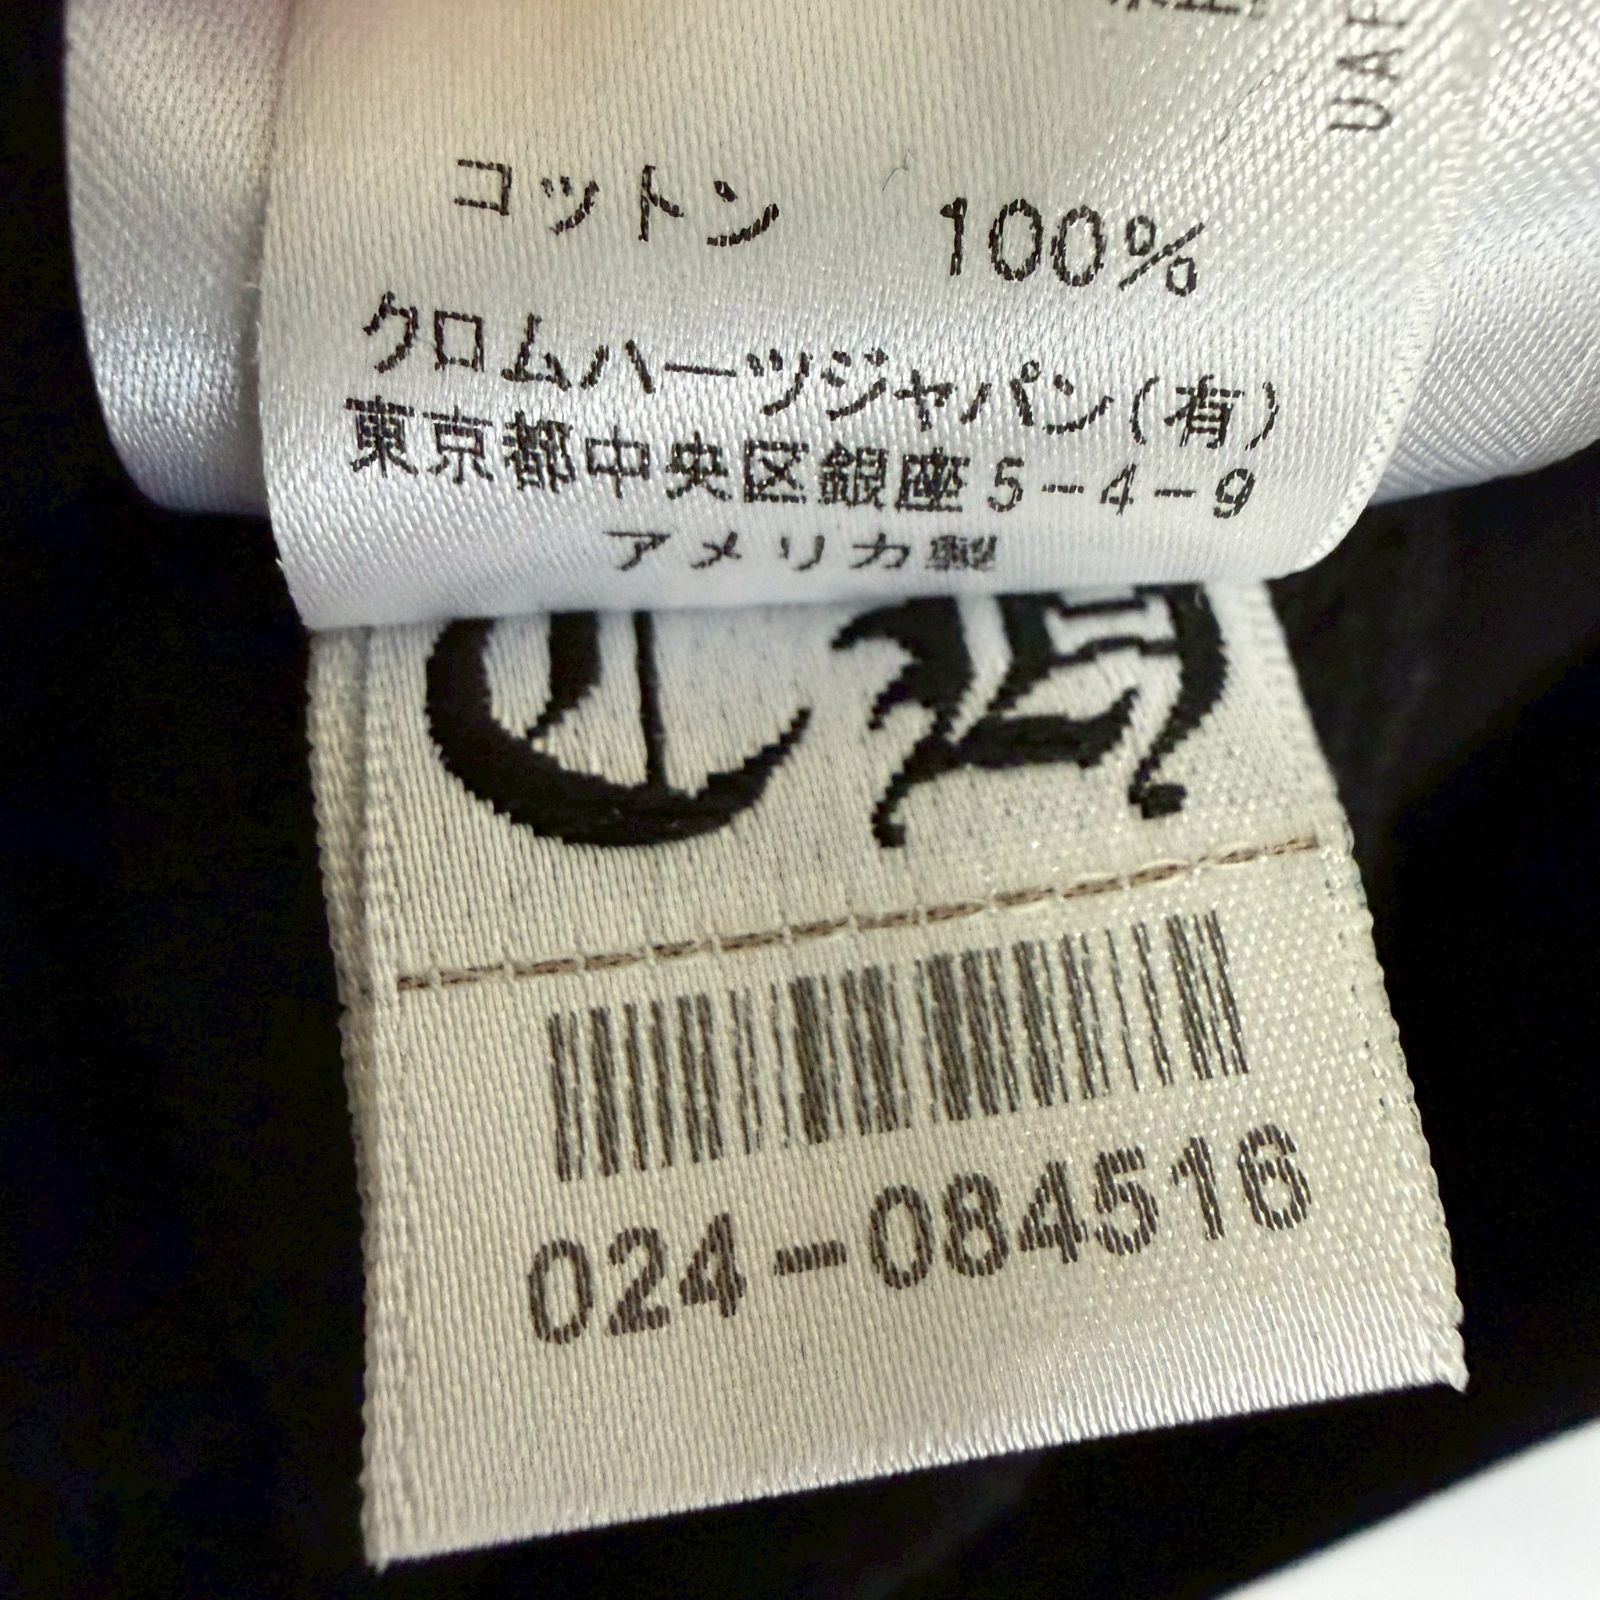 コットン 100%
クロムハーツジャパン(有)
東京都中央区銀座5-4-9
アメリカ製
CH
024-084516